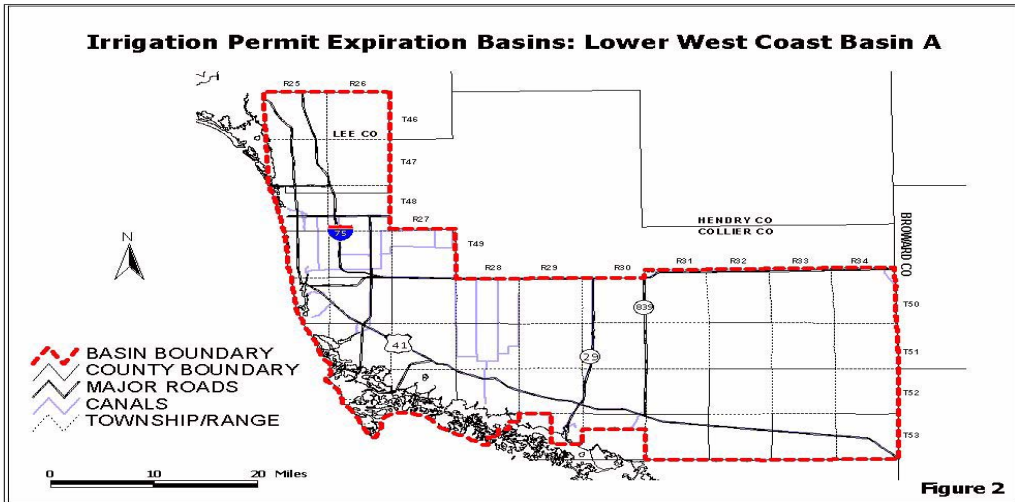 Irrigation Permit Expiration Basins: Lower West Coast Basin A
R25 R26
T46
LEE CO
T47
T48
R27
HENDRY CO
COLLIER CO
BROWARD CO
75
T49
N
R28 R29 R30 R31 R32 R33 R34
839
T50
41
29
T51
T52
T53
BASIN BOUNDARY
COUNTY BOUNDARY
MAJOR ROADS
CANALS
TOWNSHIP/RANGE
0 10 20 Miles
Figure 2